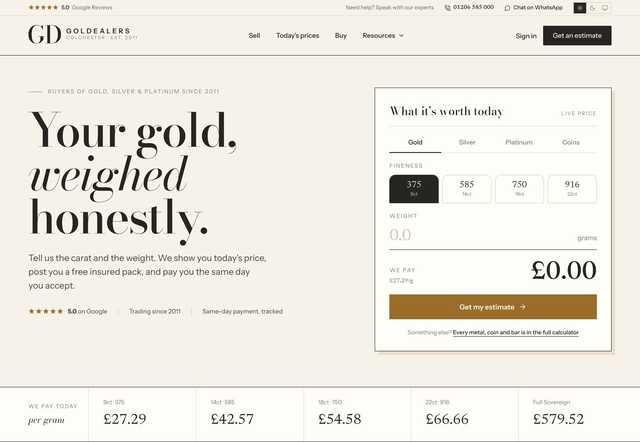 ★★★★★ 5.0 Google Reviews
Need help? Speak with our experts
01206 585 000
Chat on WhatsApp
GD GOLDEALERS
COLCHESTER · EST. 2011
Sell
Today's prices
Buy
Resources
Sign in
Get an estimate
BUYERS OF GOLD, SILVER & PLATINUM SINCE 2011
Your gold,
weighed
honestly.
Tell us the carat and the weight. We show you today's price,
post you a free insured pack, and pay you the same day
you accept.
★★★★★ 5.0 on Google
Trading since 2011
Same-day payment, tracked
What it's worth today
LIVE PRICE
Gold
Silver
Platinum
Coins
FINENESS
375
9ct
585
14ct
750
18ct
916
22ct
WEIGHT
0.0
grams
WE PAY
£27.29/g
£0.00
Get my estimate →
Something else? Every metal, coin and bar is in the full calculator
WE PAY TODAY
per gram
9ct · 375
£27.29
14ct · 585
£42.57
18ct · 750
£54.58
22ct · 916
£66.66
Full Sovereign
£579.52